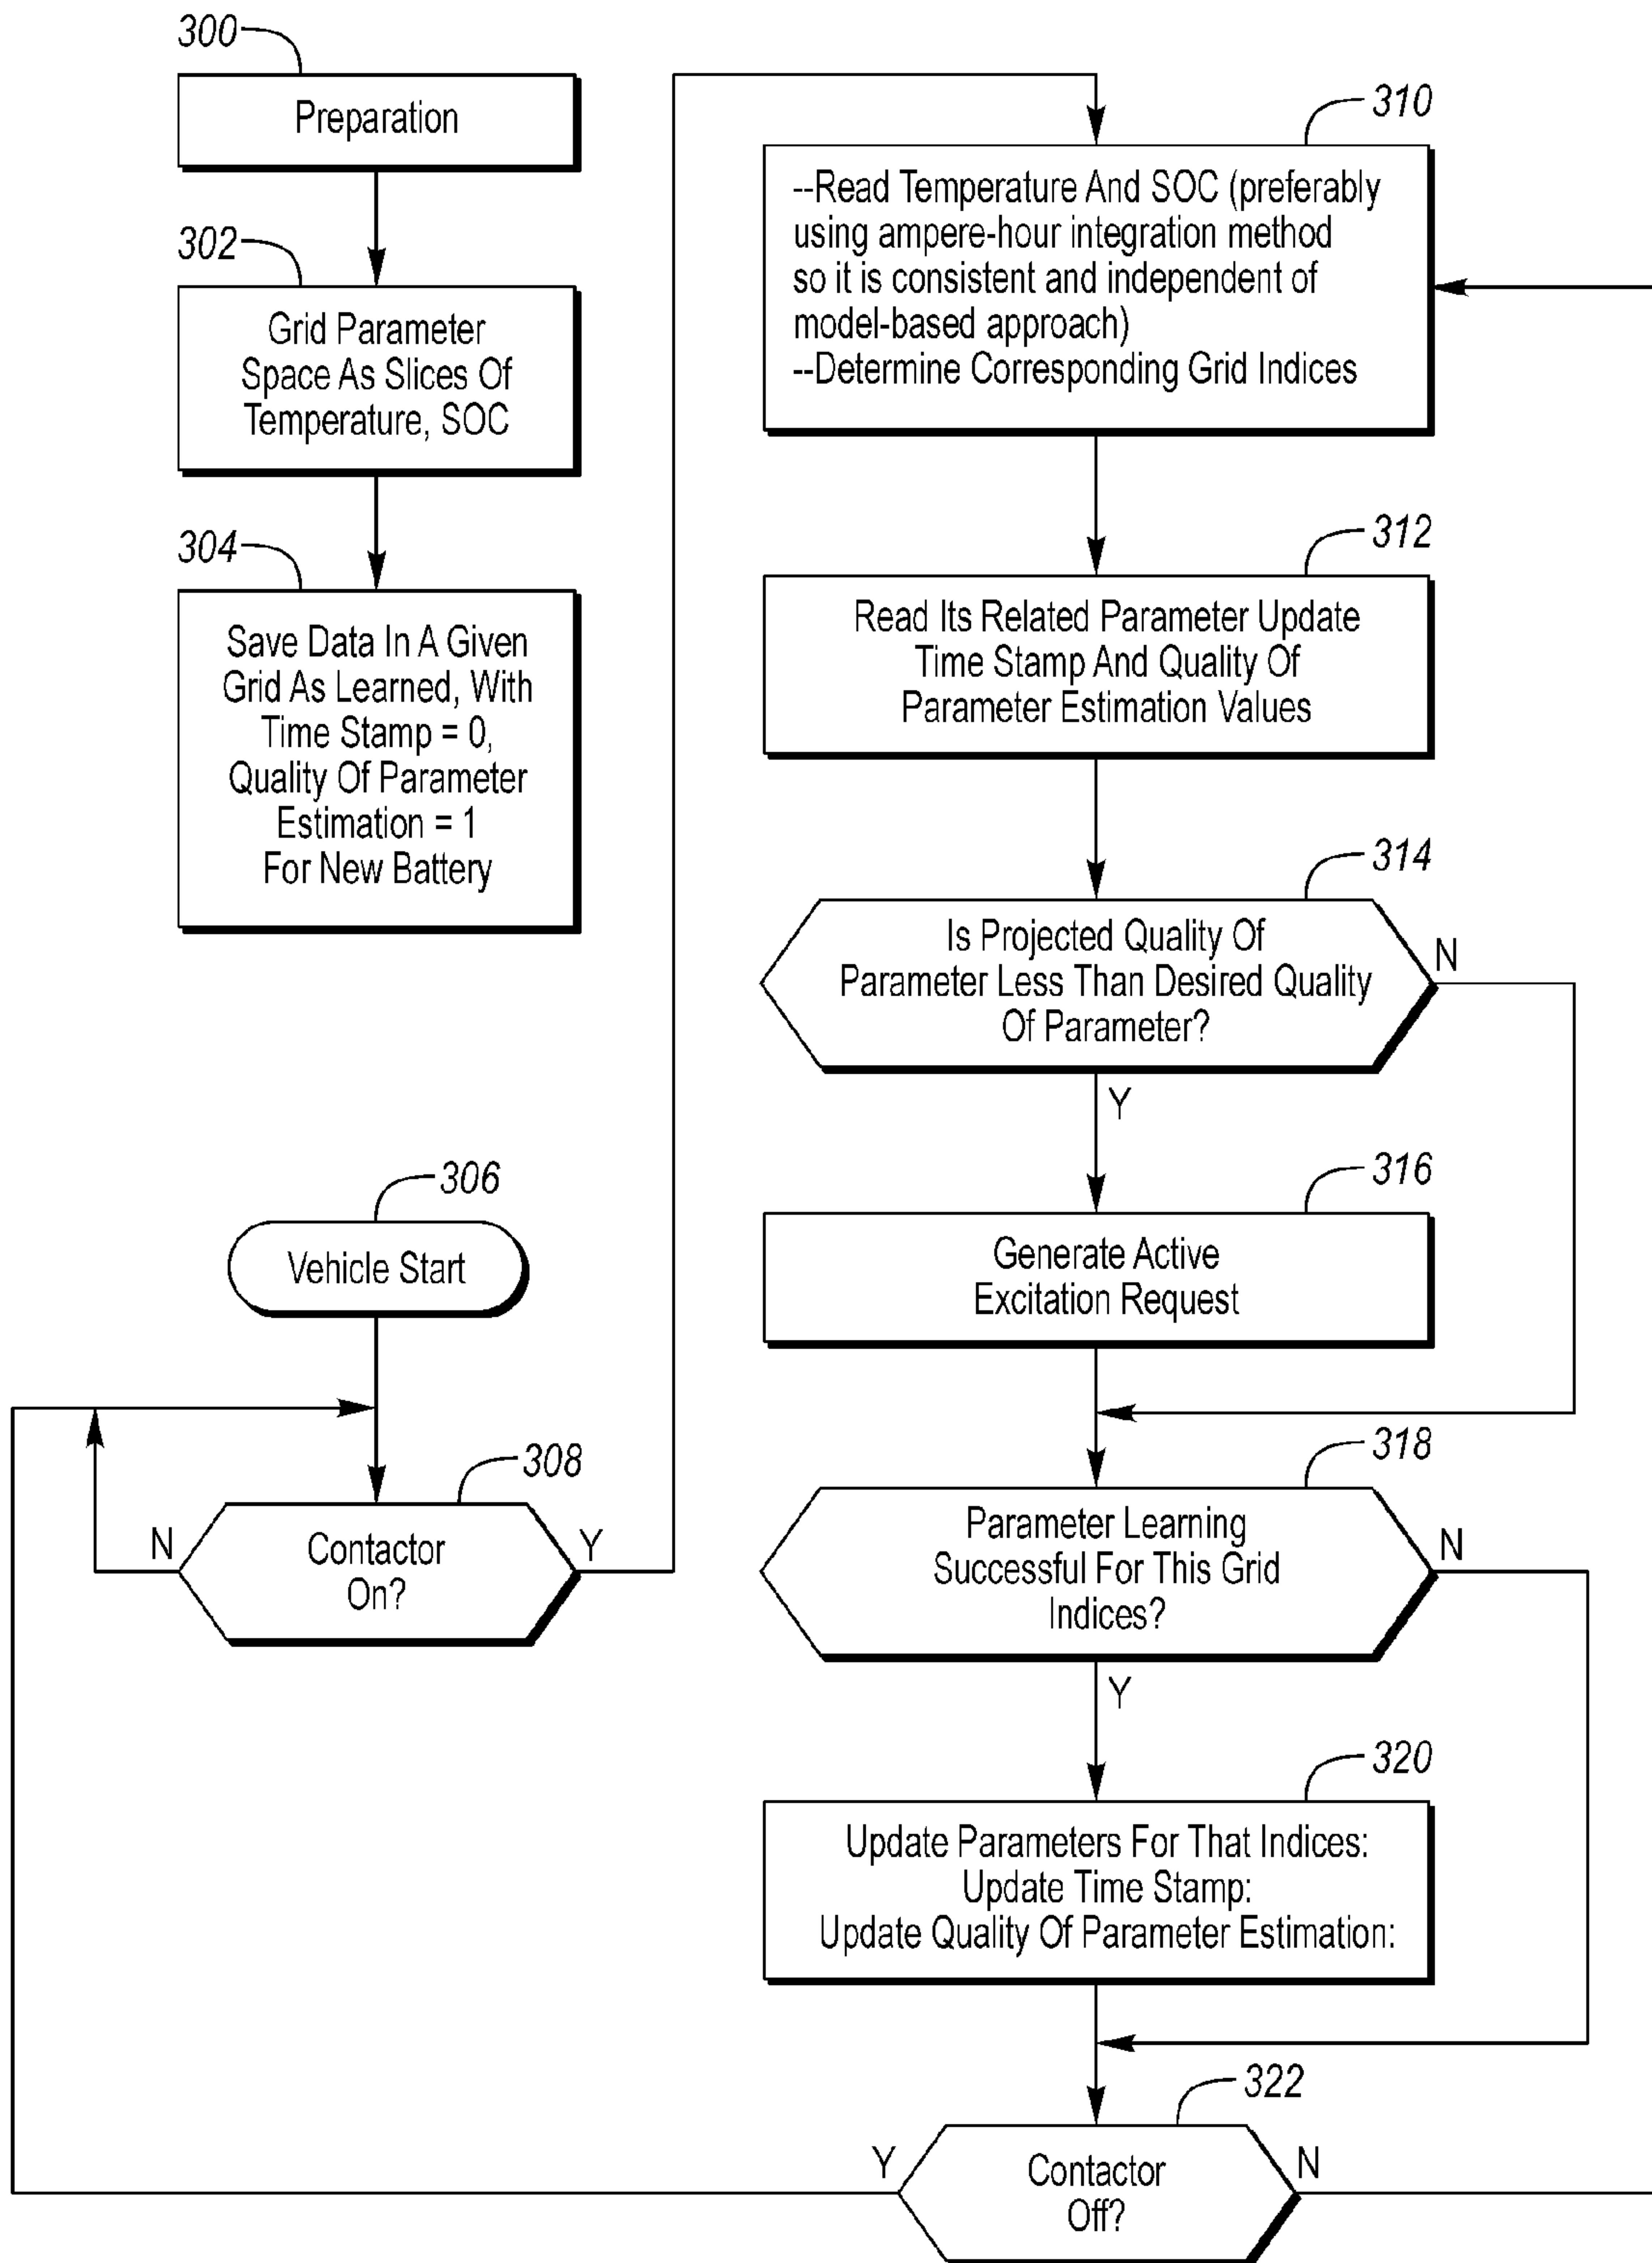 300
Preparation
302
Grid Parameter
Space As Slices Of
Temperature, SOC
304
Save Data In A Given
Grid As Learned, With
Time Stamp = 0,
Quality Of Parameter
Estimation = 1
For New Battery
306
Vehicle Start
308
Contactor
On?
N
Y
310
--Read Temperature And SOC (preferably
using ampere-hour integration method
so it is consistent and independent of
model-based approach)
--Determine Corresponding Grid Indices
312
Read Its Related Parameter Update
Time Stamp And Quality Of
Parameter Estimation Values
314
Is Projected Quality Of
Parameter Less Than Desired Quality
Of Parameter?
N
Y
316
Generate Active
Excitation Request
318
Parameter Learning
Successful For This Grid
Indices?
N
Y
320
Update Parameters For That Indices:
Update Time Stamp:
Update Quality Of Parameter Estimation:
322
Contactor
Off?
Y
N